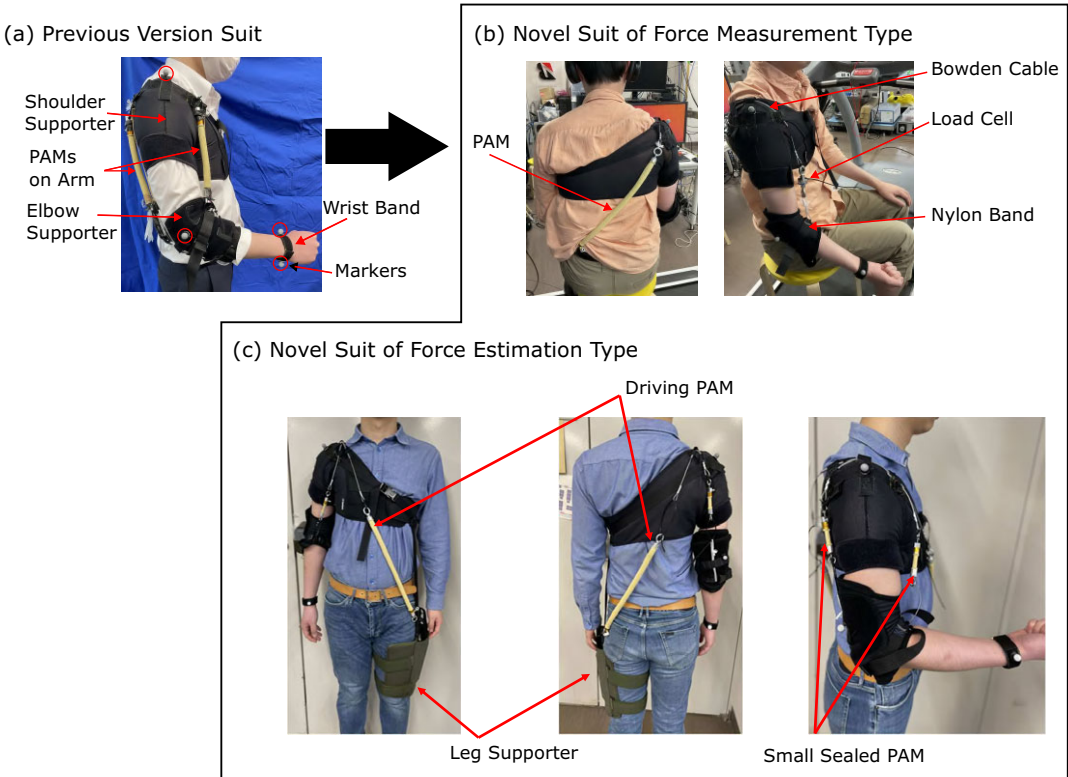 (a) Previous Version Suit
Shoulder
Supporter
PAMs
on Arm
Elbow
Supporter
Wrist Band
Markers
(b) Novel Suit of Force Measurement Type
PAM
Bowden Cable
Load Cell
Nylon Band
(c) Novel Suit of Force Estimation Type
Driving PAM
Leg Supporter
Small Sealed PAM